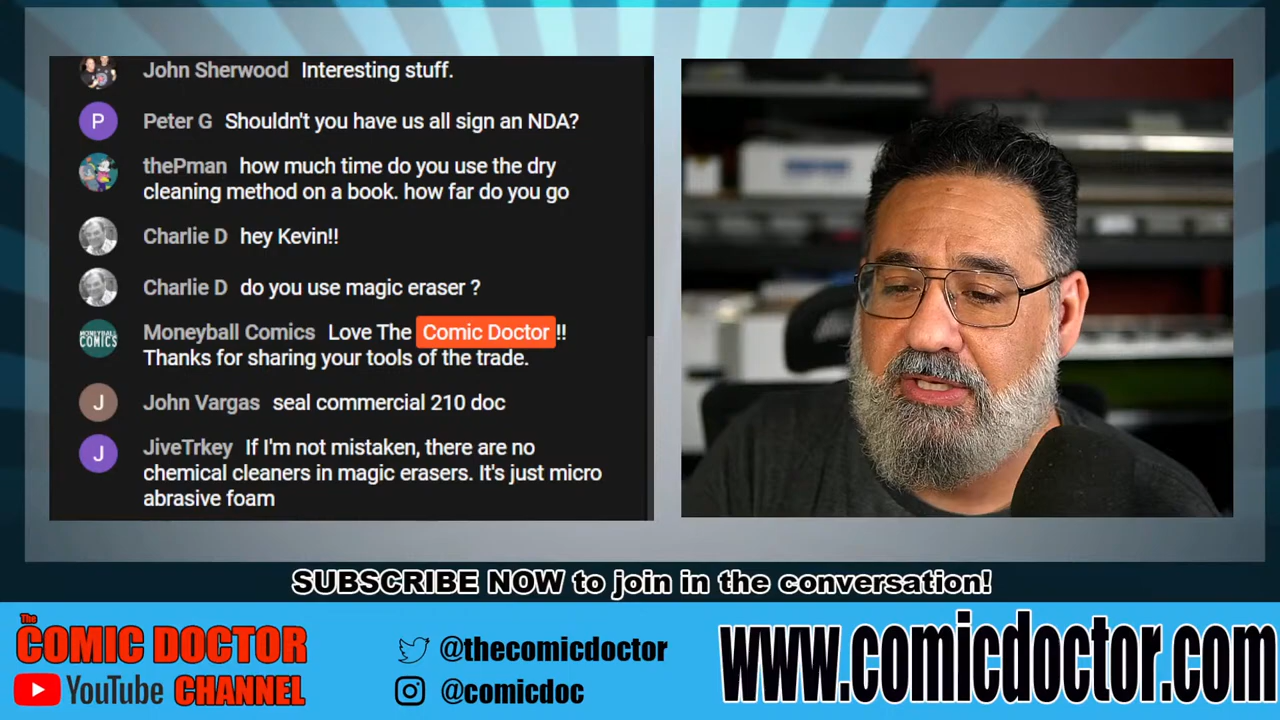 John Sherwood Interesting stuff.
Peter G Shouldn't you have us all sign an NDA?
thePman how much time do you use the dry
cleaning method on a book. how far do you go
Charlie D hey Kevin!!
Charlie D do you use magic eraser ?
Moneyball Comics Love The Comic Doctor !!
Thanks for sharing your tools of the trade.
John Vargas seal commercial 210 doc
JiveTrkey If I'm not mistaken, there are no
chemical cleaners in magic erasers. It's just micro
abrasive foam
P
MONEYBALL
COMICS
J
J
SUBSCRIBE NOW to join in the conversation!
The
COMIC DOCTOR
YouTube CHANNEL
@thecomicdoctor
@comicdoc
www.comicdoctor.com